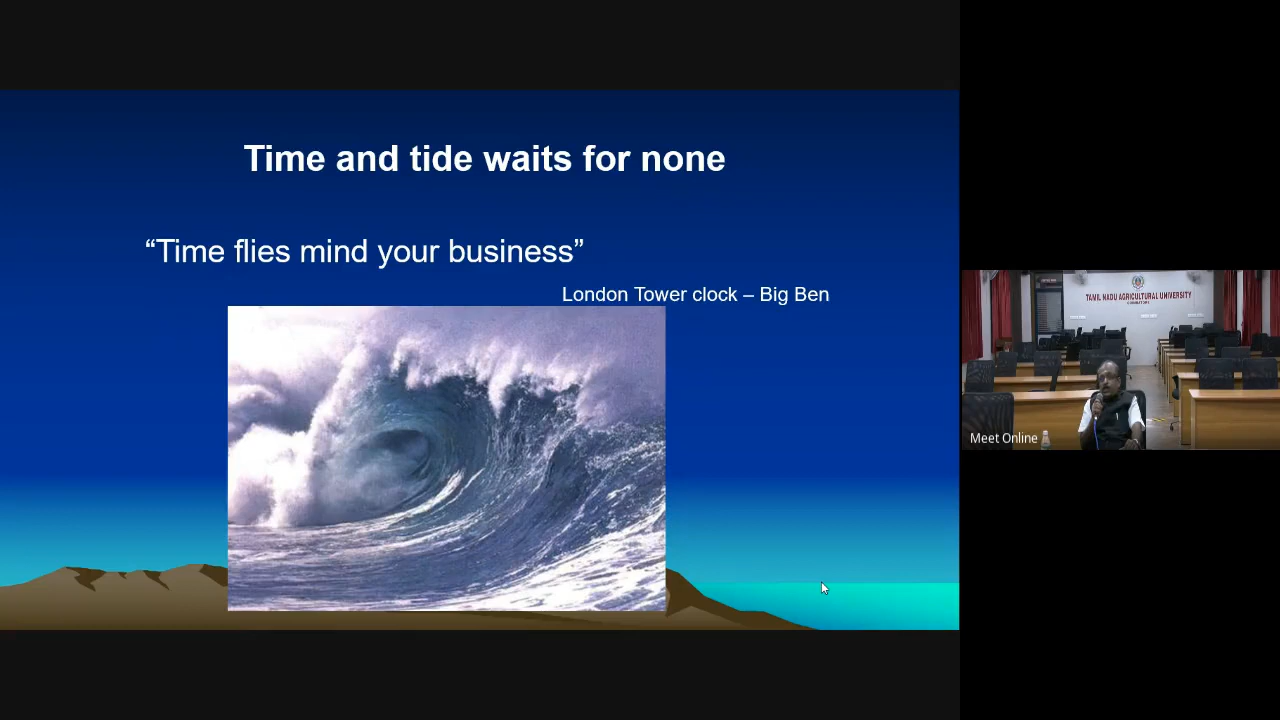 Time and tide waits for none
“Time flies mind your business”
London Tower clock – Big Ben
TAMIL NADU AGRICULTURAL UNIVERSITY
Meet Online